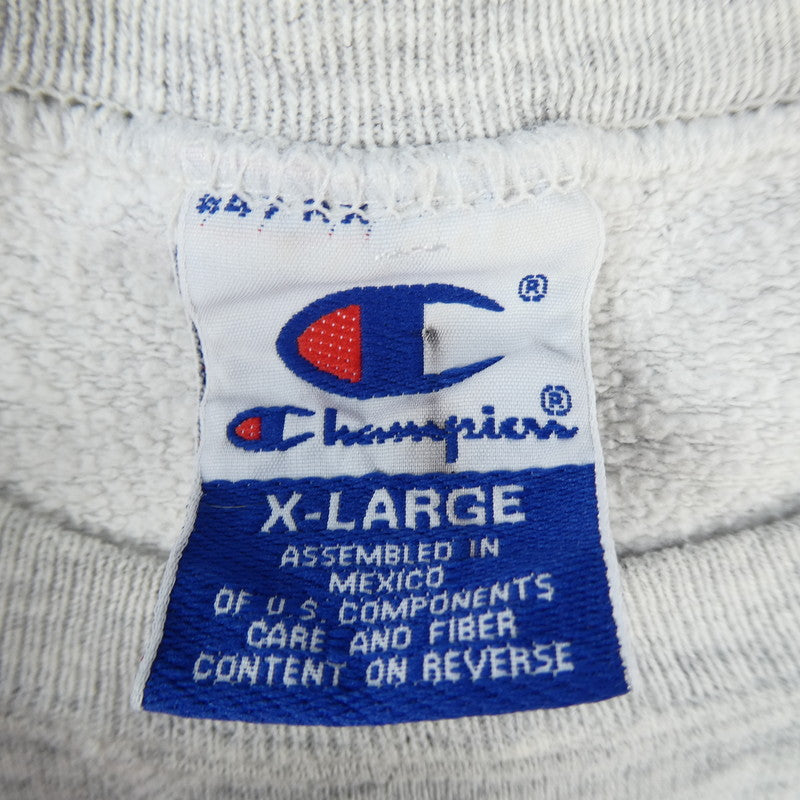 ®
Champion®
X-LARGE
ASSEMBLED IN
MEXICO
OF U.S. COMPONENTS
CARE AND FIBER
CONTENT ON REVERSE